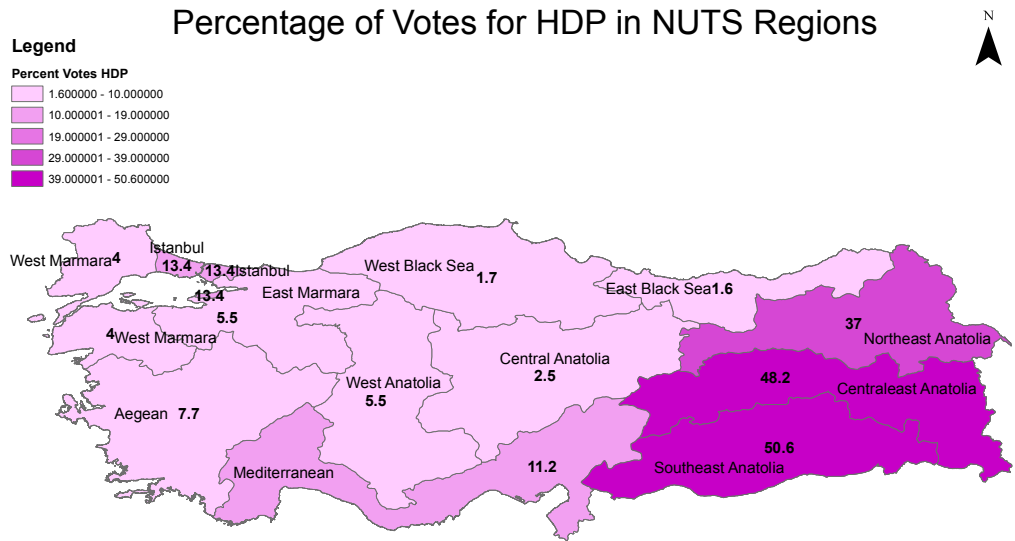 Percentage of Votes for HDP in NUTS Regions
N
Legend
Percent Votes HDP
1.600000 - 10.000000
10.000001 - 19.000000
19.000001 - 29.000000
29.000001 - 39.000000
39.000001 - 50.600000
Istanbul
West Marmara 4
13.4
13.4 Istanbul
West Black Sea
1.7
East Black Sea 1.6
13.4
East Marmara
5.5
4 West Marmara
37
Northeast Anatolia
Central Anatolia
2.5
48.2
West Anatolia
5.5
Centraleast Anatolia
Aegean 7.7
50.6
Southeast Anatolia
Mediterranean
11.2